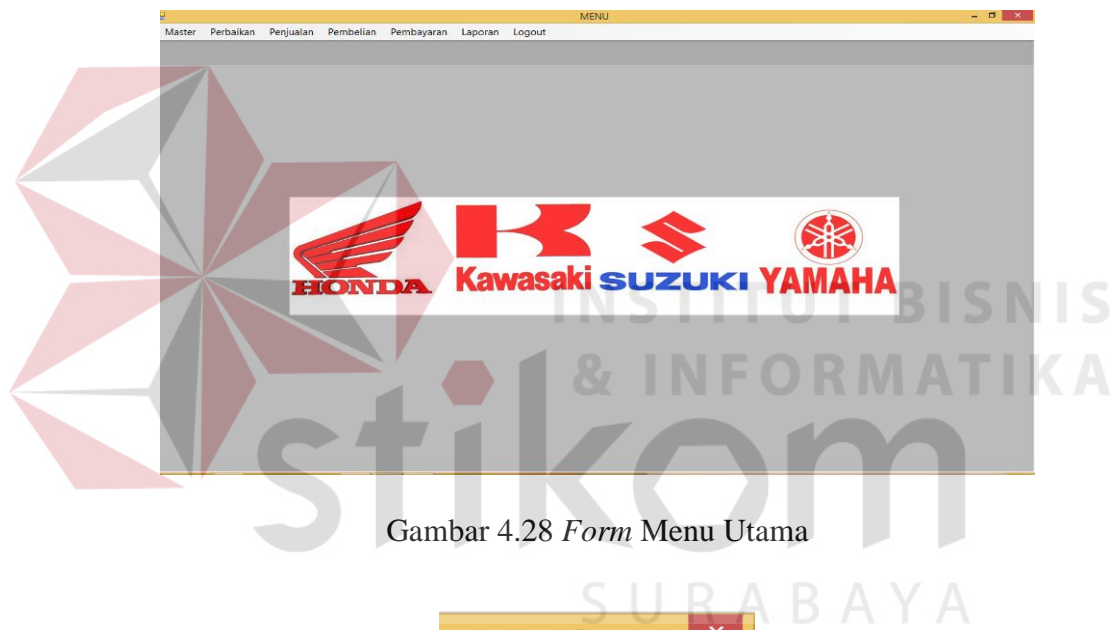 MENU
Master Perbaikan Penjualan Pembelian Pembayaran Laporan Logout
HONDA Kawasaki SUZUKI YAMAHA
INSTITUT BISNIS
& INFORMATIKA
stikom
Gambar 4.28 Form Menu Utama
SURABAYA